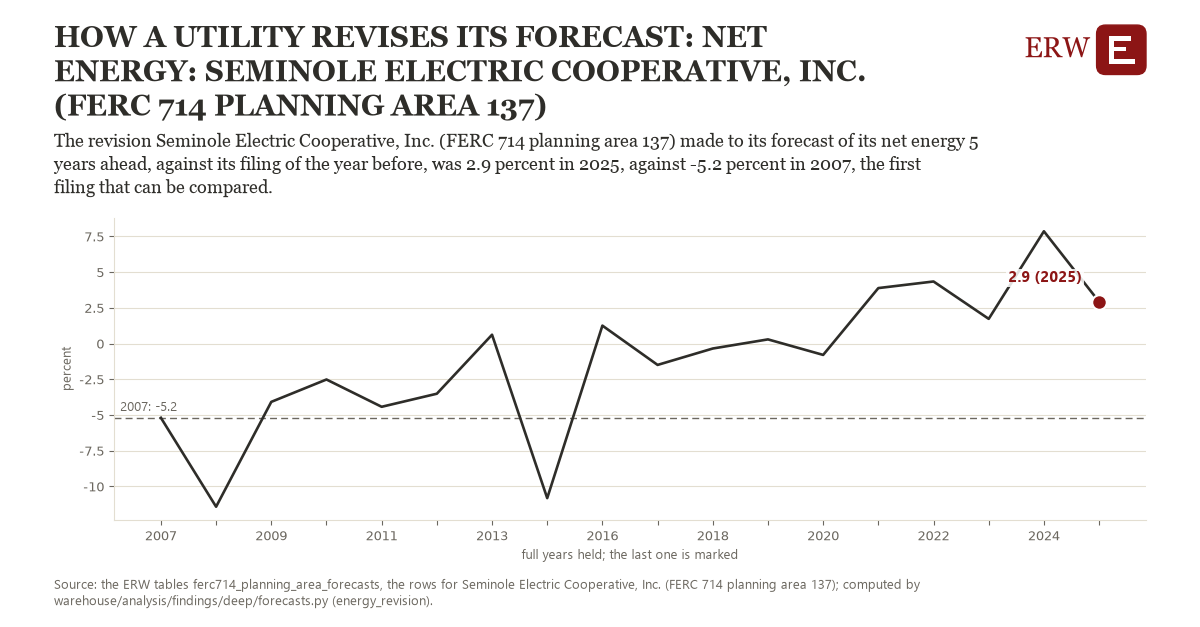 HOW A UTILITY REVISES ITS FORECAST: NET
ENERGY: SEMINOLE ELECTRIC COOPERATIVE, INC.
(FERC 714 PLANNING AREA 137)
ERW E
The revision Seminole Electric Cooperative, Inc. (FERC 714 planning area 137) made to its forecast of its net energy 5
years ahead, against its filing of the year before, was 2.9 percent in 2025, against -5.2 percent in 2007, the first
filing that can be compared.
7.5
5
2.5
0
-2.5
-5
-7.5
-10
percent
2007: -5.2
2.9 (2025)
2007 2009 2011 2013 2016 2018 2020 2022 2024
full years held; the last one is marked
Source: the ERW tables ferc714_planning_area_forecasts, the rows for Seminole Electric Cooperative, Inc. (FERC 714 planning area 137); computed by
warehouse/analysis/findings/deep/forecasts.py (energy_revision).